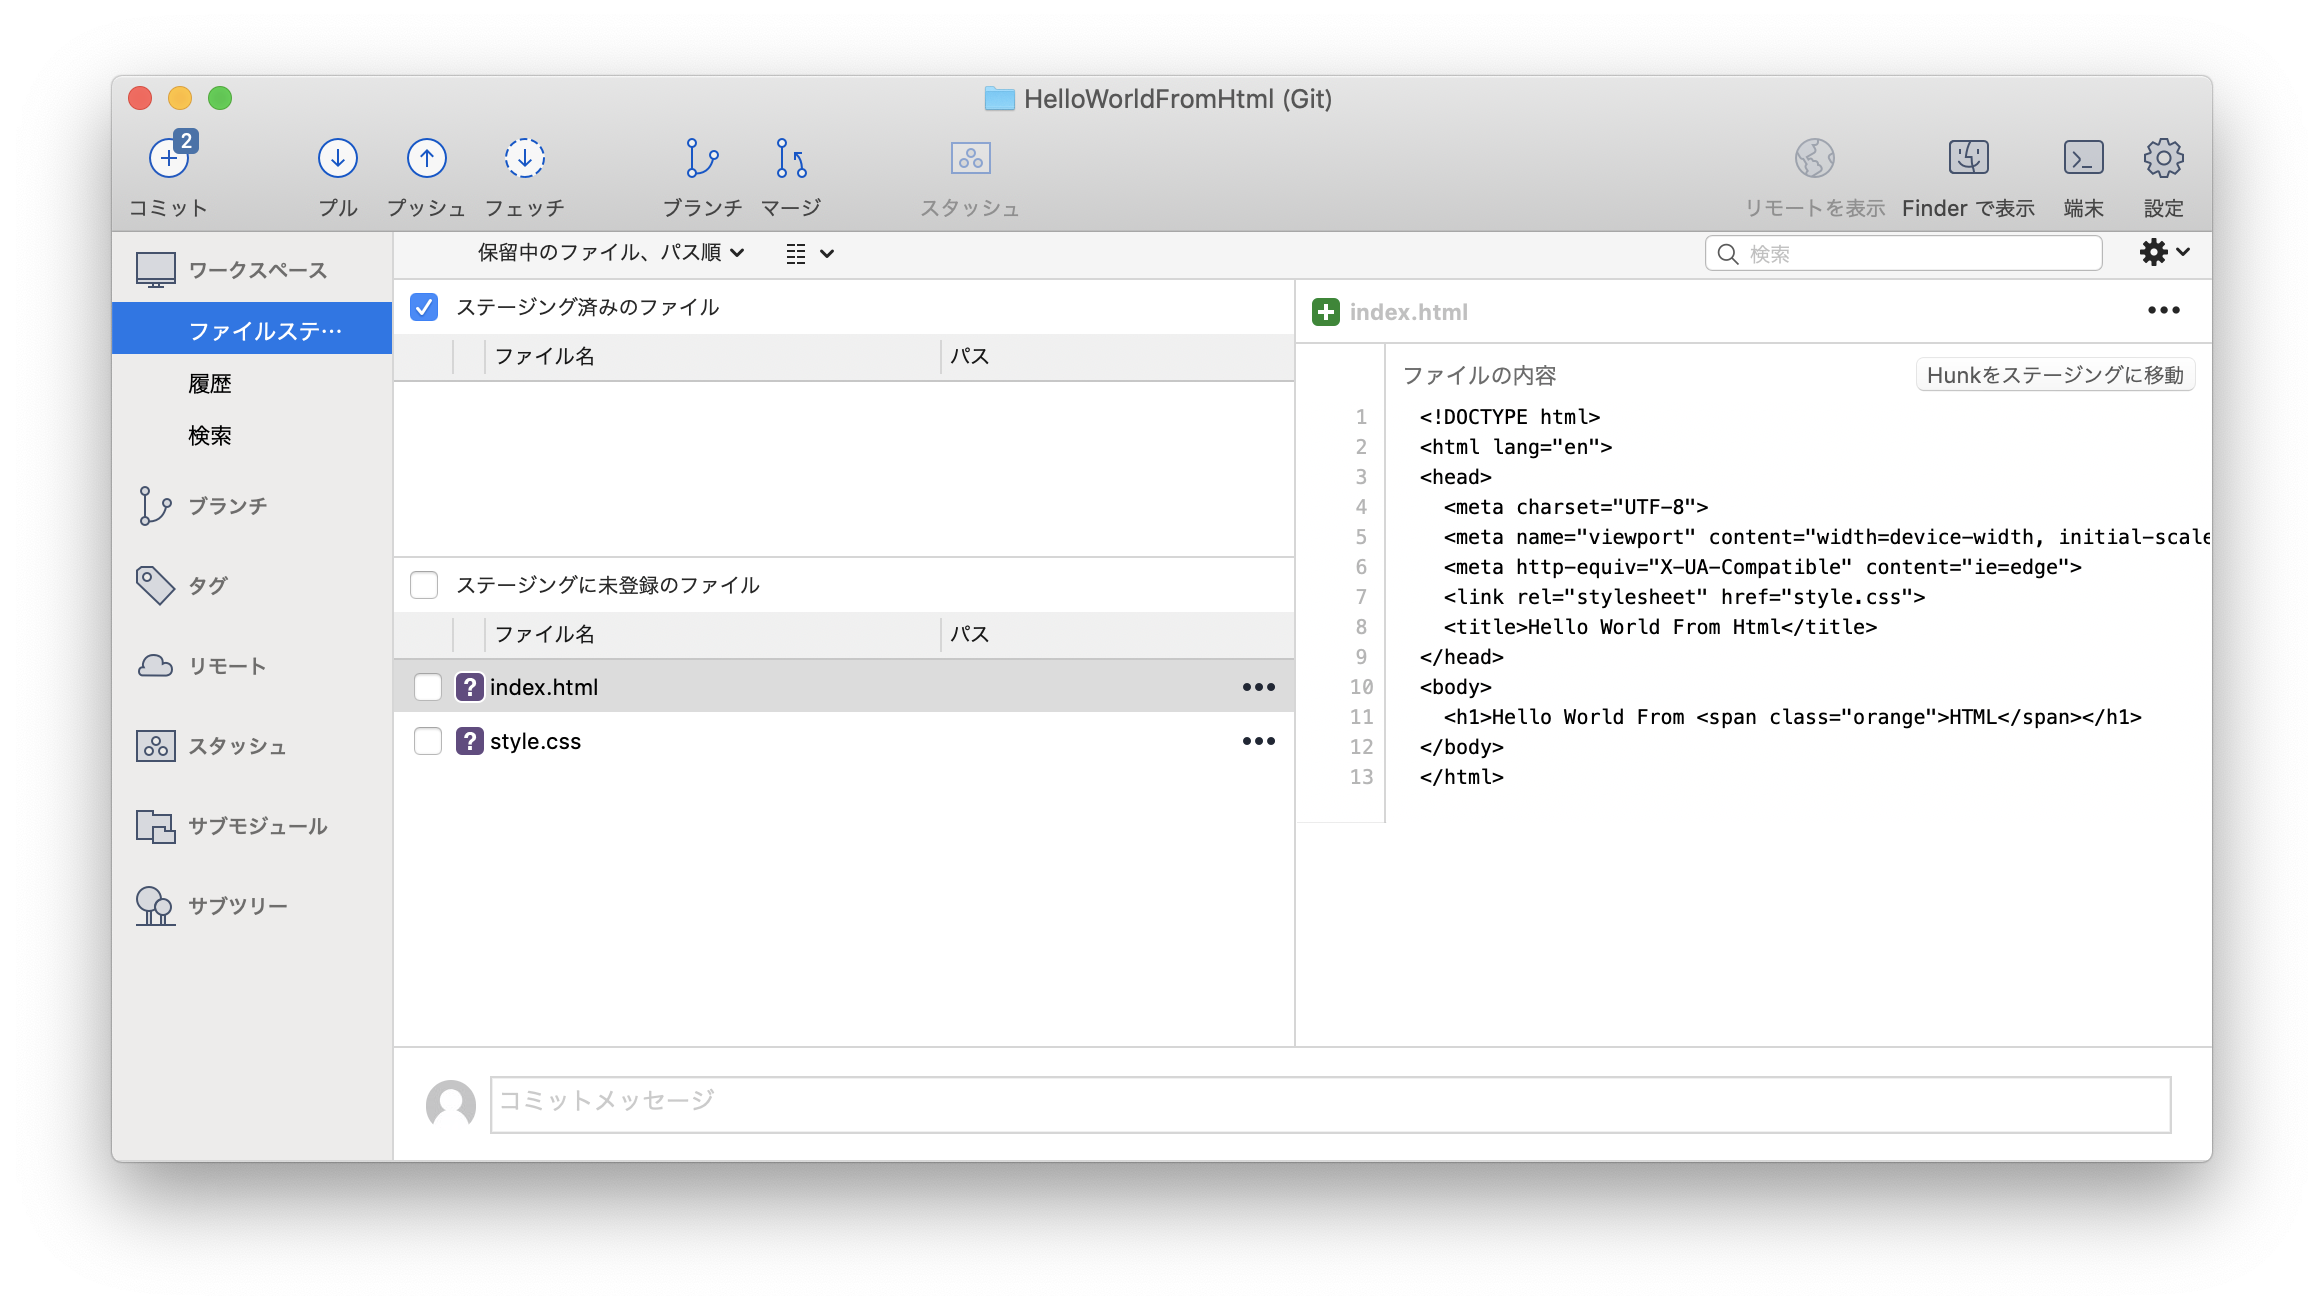 HelloWorldFromHtml (Git)
2
コミット
プル
プッシュ
フェッチ
ブランチ
マージ
スタッシュ
リモートを表示
Finder で表示
端末
設定
ワークスペース
ファイルステ…
履歴
検索
ブランチ
タグ
リモート
スタッシュ
サブモジュール
サブツリー
保留中のファイル、パス順
検索
ステージング済みのファイル
ファイル名 パス
ステージングに未登録のファイル
ファイル名 パス
? index.html
? style.css
index.html
ファイルの内容
Hunkをステージングに移動
1 <!DOCTYPE html>
2 <html lang="en">
3 <head>
4 <meta charset="UTF-8">
5 <meta name="viewport" content="width=device-width, initial-scale
6 <meta http-equiv="X-UA-Compatible" content="ie=edge">
7 <link rel="stylesheet" href="style.css">
8 <title>Hello World From Html</title>
9 </head>
10 <body>
11 <h1>Hello World From <span class="orange">HTML</span></h1>
12 </body>
13 </html>
コミットメッセージ